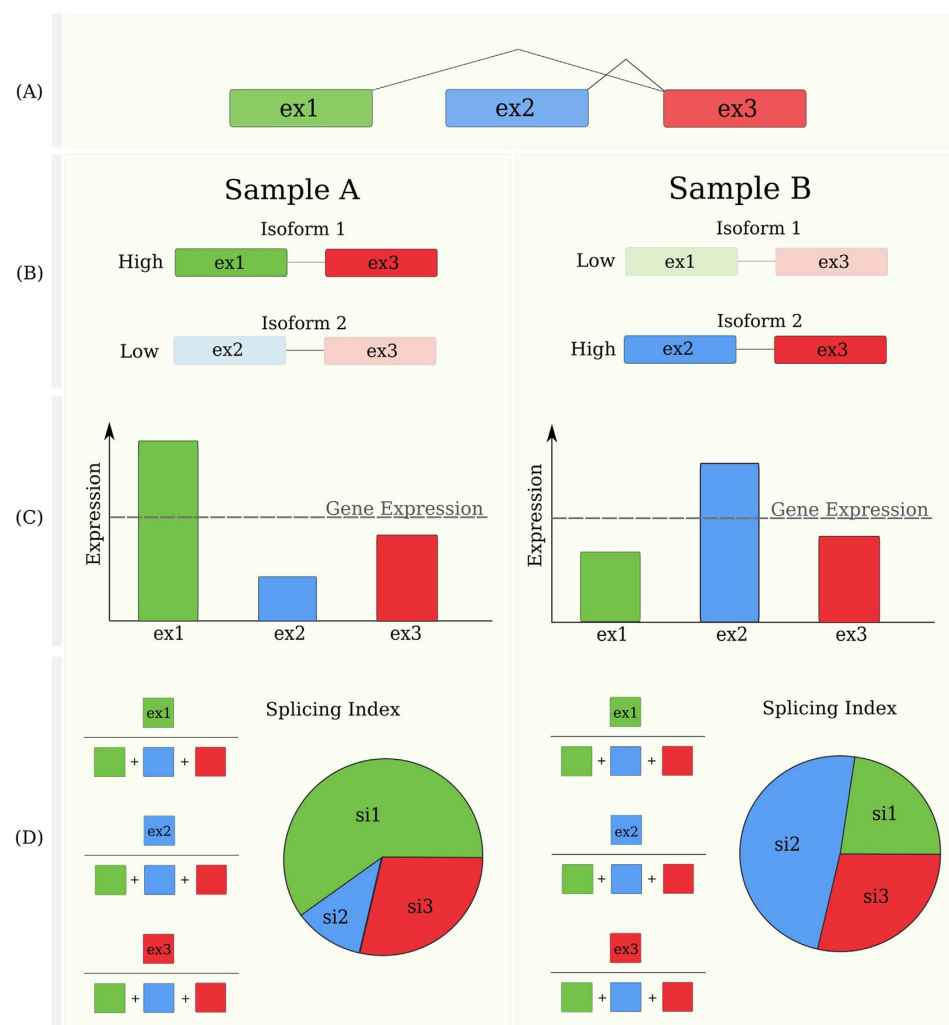 (A)
ex1 ex2 ex3
(B)
Sample A
Isoform 1
High ex1 ex3
Isoform 2
Low ex2 ex3
Sample B
Isoform 1
Low ex1 ex3
Isoform 2
High ex2 ex3
(C)
Expression
Gene Expression
ex1 ex2 ex3
Expression
Gene Expression
ex1 ex2 ex3
(D)
ex1
+ +
ex2
+ +
ex3
+ +
Splicing Index
si1
si2
si3
ex1
+ +
ex2
+ +
ex3
+ +
Splicing Index
si1
si2
si3